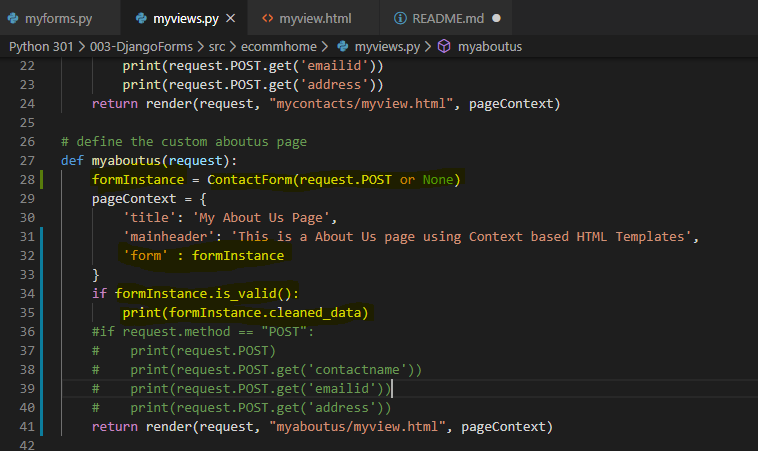 myforms.py myviews.py × <> myview.html README.md ●
Python 301 > 003-DjangoForms > src > ecommhome > myviews.py > myaboutus
22 print(request.POST.get('emailid'))
23 print(request.POST.get('address'))
24 return render(request, "mycontacts/myview.html", pageContext)
25
26 # define the custom aboutus page
27 def myaboutus(request):
28 formInstance = ContactForm(request.POST or None)
29 pageContext = {
30 'title': 'My About Us Page',
31 'mainheader': 'This is a About Us page using Context based HTML Templates',
32 'form' : formInstance
33 }
34 if formInstance.is_valid():
35 print(formInstance.cleaned_data)
36 #if request.method == "POST":
37 # print(request.POST)
38 # print(request.POST.get('contactname'))
39 # print(request.POST.get('emailid'))
40 # print(request.POST.get('address'))
41 return render(request, "myaboutus/myview.html", pageContext)
42